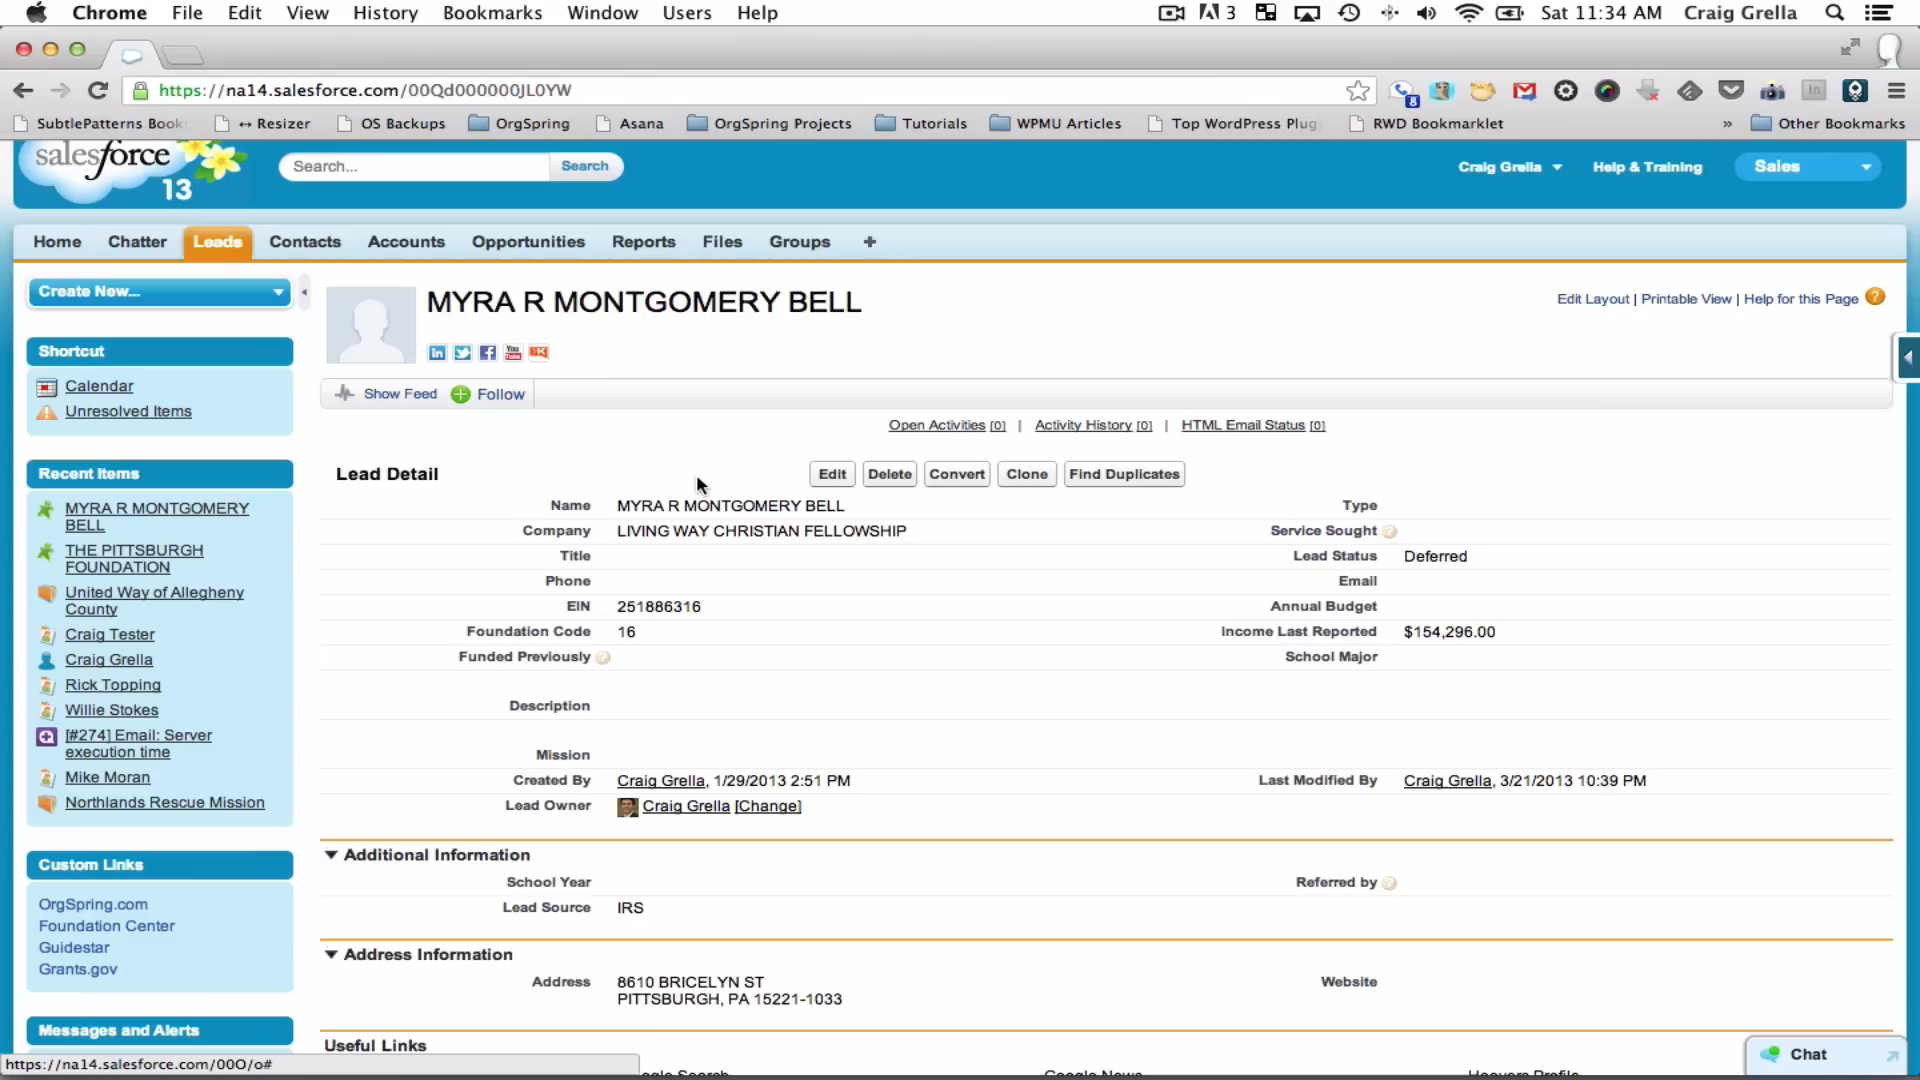 Chrome File Edit View History Bookmarks Window Users Help 3 Sat 11:34 AM Craig Grella
https://na14.salesforce.com/00Qd000000JL0YW 8 in
SubtlePatterns Book ↔ Resizer OS Backups OrgSpring Asana OrgSpring Projects Tutorials WPMU Articles Top WordPress Plug RWD Bookmarklet » Other Bookmarks
salesforce 13 Search... Search Craig Grella Help & Training Sales
Home Chatter Leads Contacts Accounts Opportunities Reports Files Groups +
Create New...
Shortcut
Calendar
Unresolved Items
Recent Items
MYRA R MONTGOMERY
BELL
THE PITTSBURGH
FOUNDATION
United Way of Allegheny
County
Craig Tester
Craig Grella
Rick Topping
Willie Stokes
[#274] Email: Server
execution time
Mike Moran
Northlands Rescue Mission
Custom Links
OrgSpring.com
Foundation Center
Guidestar
Grants.gov
Messages and Alerts
MYRA R MONTGOMERY BELL
Edit Layout | Printable View | Help for this Page ?
in You Tube
Show Feed Follow
Open Activities [0] | Activity History [0] | HTML Email Status [0]
Lead Detail Edit Delete Convert Clone Find Duplicates
Name MYRA R MONTGOMERY BELL Type
Company LIVING WAY CHRISTIAN FELLOWSHIP Service Sought ?
Title Lead Status Deferred
Phone Email
EIN 251886316 Annual Budget
Foundation Code 16 Income Last Reported $154,296.00
Funded Previously ? School Major
Description
Mission
Created By Craig Grella, 1/29/2013 2:51 PM Last Modified By Craig Grella, 3/21/2013 10:39 PM
Lead Owner Craig Grella [Change]
Additional Information
School Year Referred by ?
Lead Source IRS
Address Information
Address 8610 BRICELYN ST Website
PITTSBURGH, PA 15221-1033
Useful Links
Google News Hoovers Profile
https://na14.salesforce.com/00O/o#
Chat